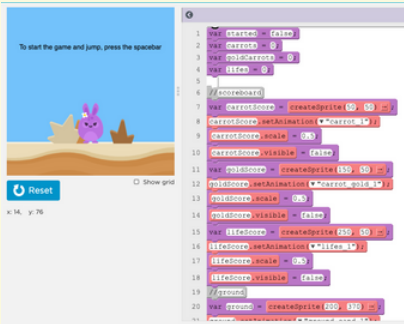 To start the game and jump, press the spacebar
Reset
Show grid
x: 14, y: 76
1 var started = false;
2 var carrots = 0;
3 var goldCarrots = 0;
4 var lifes = 0;
5
6 //scoreboard
7 var carrotScore = createSprite(50, 50);
8 carrotScore.setAnimation(▼"carrot_1");
9 carrotScore.scale = 0.5;
10 carrotScore.visible = false;
11 var goldScore = createSprite(150, 50);
12 goldScore.setAnimation(▼"carrot_gold_1");
13 goldScore.scale = 0.5;
14 goldScore.visible = false;
15 var lifeScore = createSprite(250, 50);
16 lifeScore.setAnimation(▼"lifes_1");
17 lifeScore.scale = 0.5;
18 lifeScore.visible = false;
19 //ground
20 var ground = createSprite(200, 370);